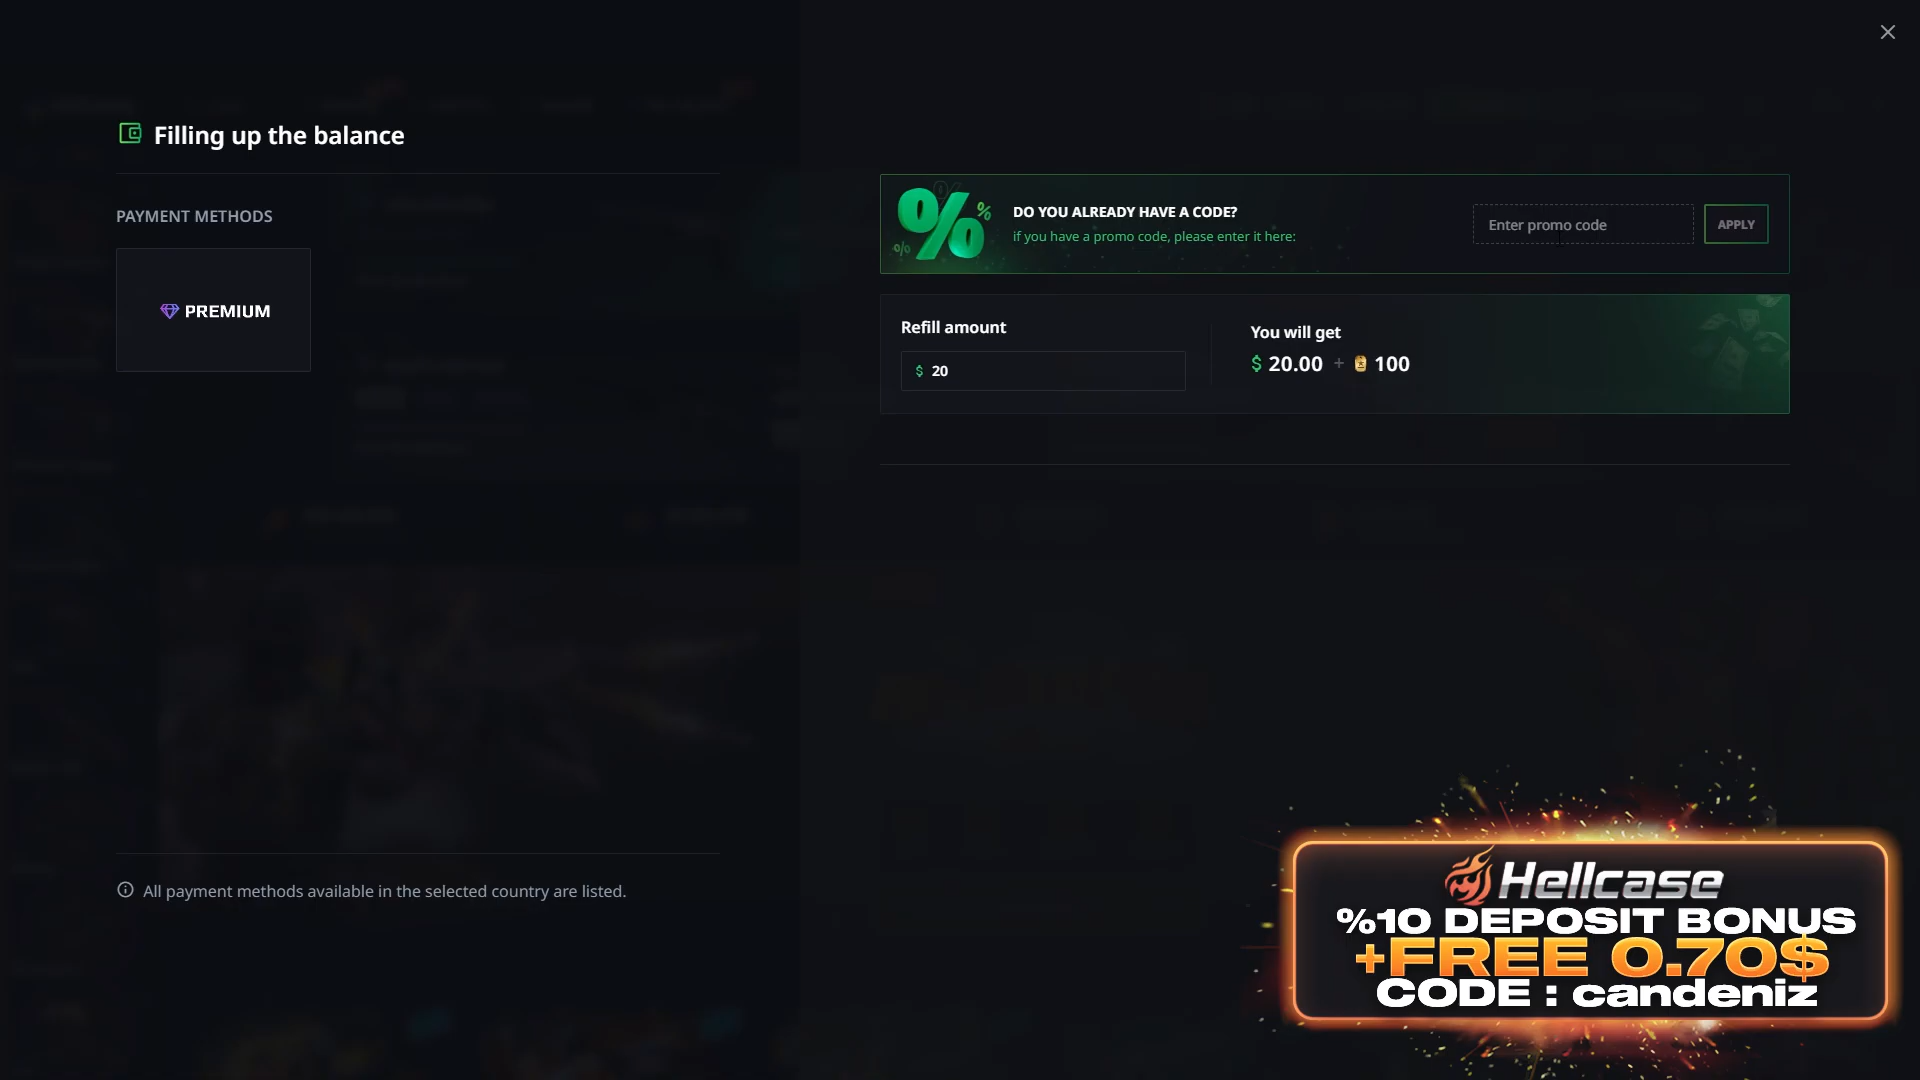 Filling up the balance
PAYMENT METHODS
PREMIUM
DO YOU ALREADY HAVE A CODE?
if you have a promo code, please enter it here:
Enter promo code
APPLY
Refill amount
$ 20
You will get
$ 20.00 + 100
All payment methods available in the selected country are listed.
Hellcase
%10 DEPOSIT BONUS
+FREE 0.70$
CODE : candeniz